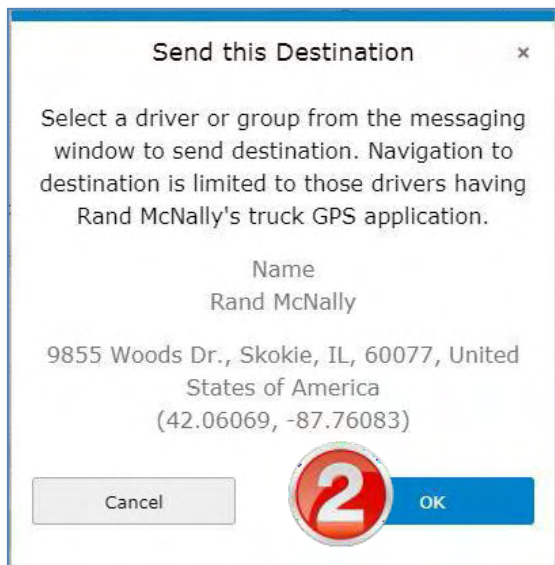 Send this Destination ×
Select a driver or group from the messaging
window to send destination. Navigation to
destination is limited to those drivers having
Rand McNally's truck GPS application.
Name
Rand McNally
9855 Woods Dr., Skokie, IL, 60077, United
States of America
(42.06069, -87.76083)
Cancel 2 OK